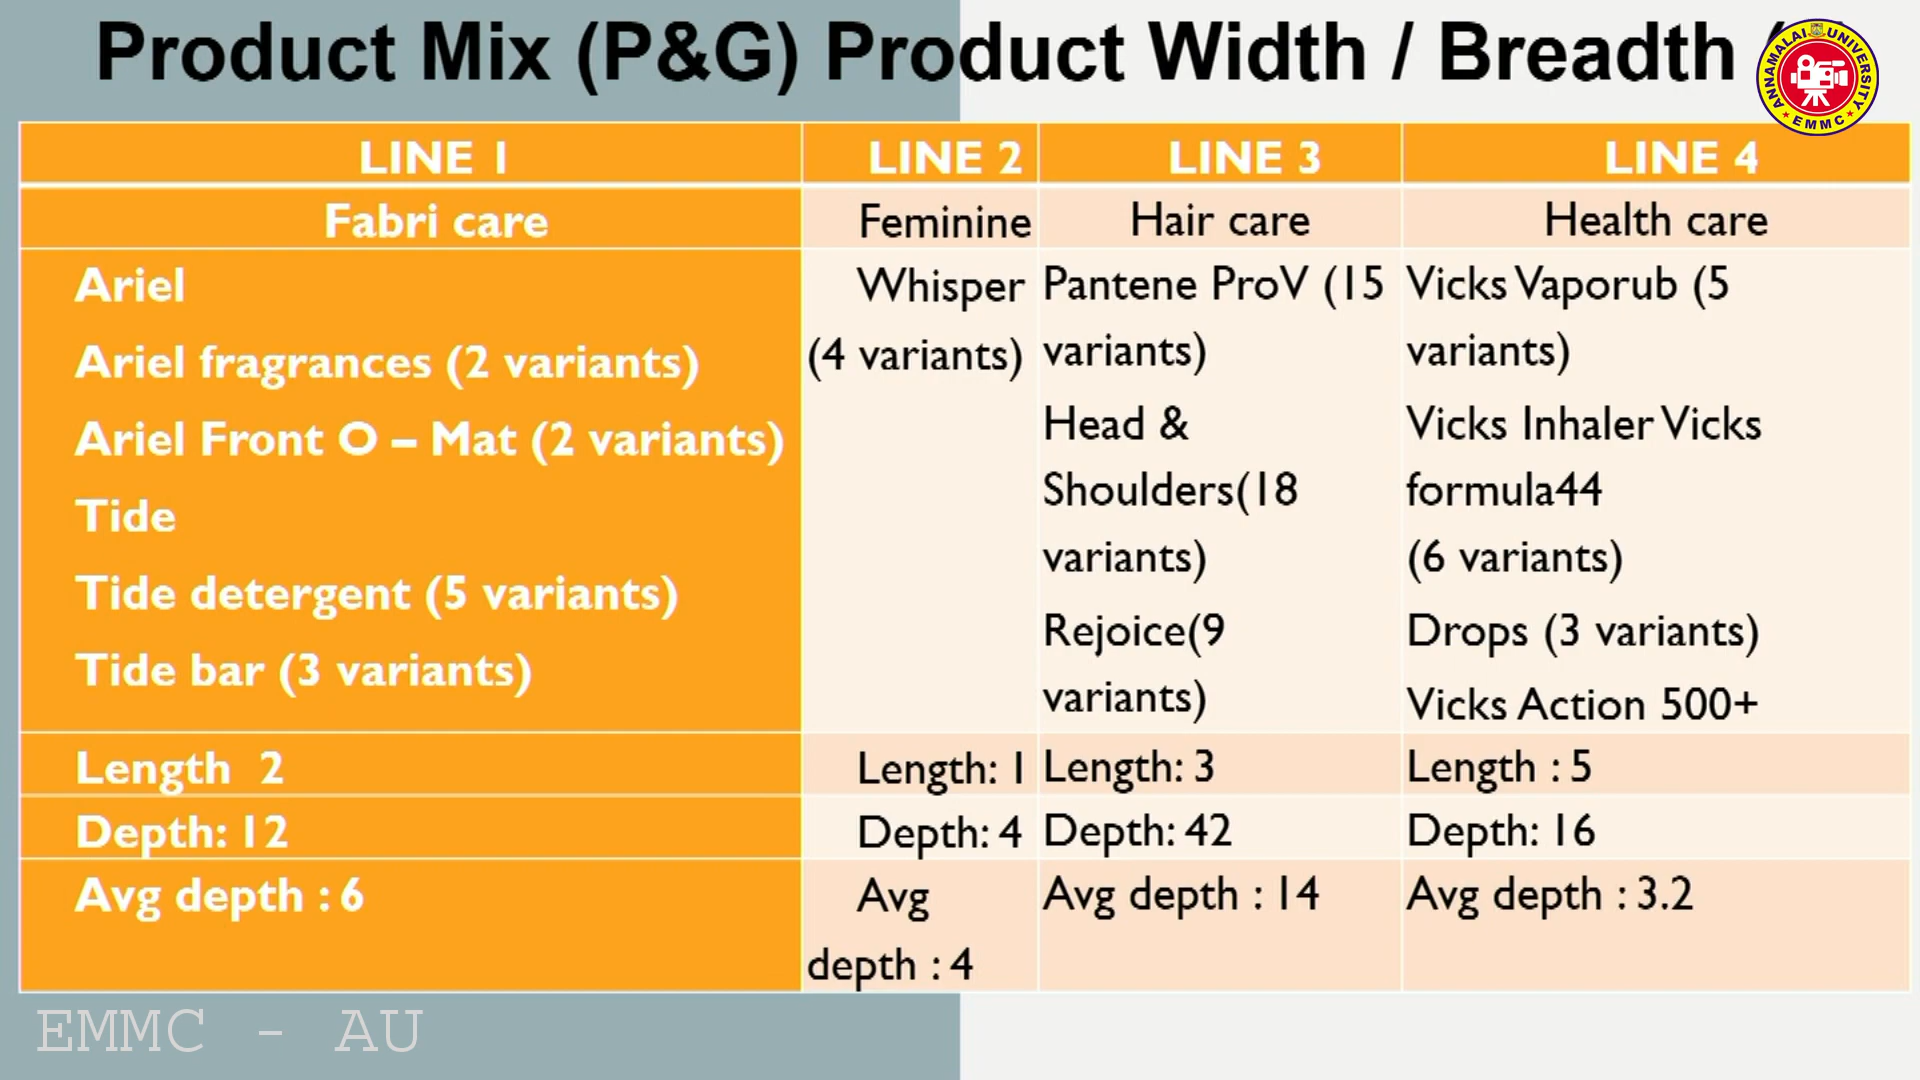 Product Mix (P&G) Product Width / Breadth
ANNAMALAI UNIVERSITY
EMMC
LINE 1
LINE 2
LINE 3
LINE 4
Fabri care
Feminine
Hair care
Health care
Ariel
Ariel fragrances (2 variants)
Ariel Front O – Mat (2 variants)
Tide
Tide detergent (5 variants)
Tide bar (3 variants)
Whisper
(4 variants)
Pantene ProV (15
variants)
Head &
Shoulders(18
variants)
Rejoice(9
variants)
Vicks Vaporub (5
variants)
Vicks Inhaler Vicks
formula44
(6 variants)
Drops (3 variants)
Vicks Action 500+
Length  2
Length: 1
Length: 3
Length : 5
Depth: 12
Depth: 4
Depth: 42
Depth: 16
Avg depth : 6
Avg
depth : 4
Avg depth : 14
Avg depth : 3.2
EMMC - AU